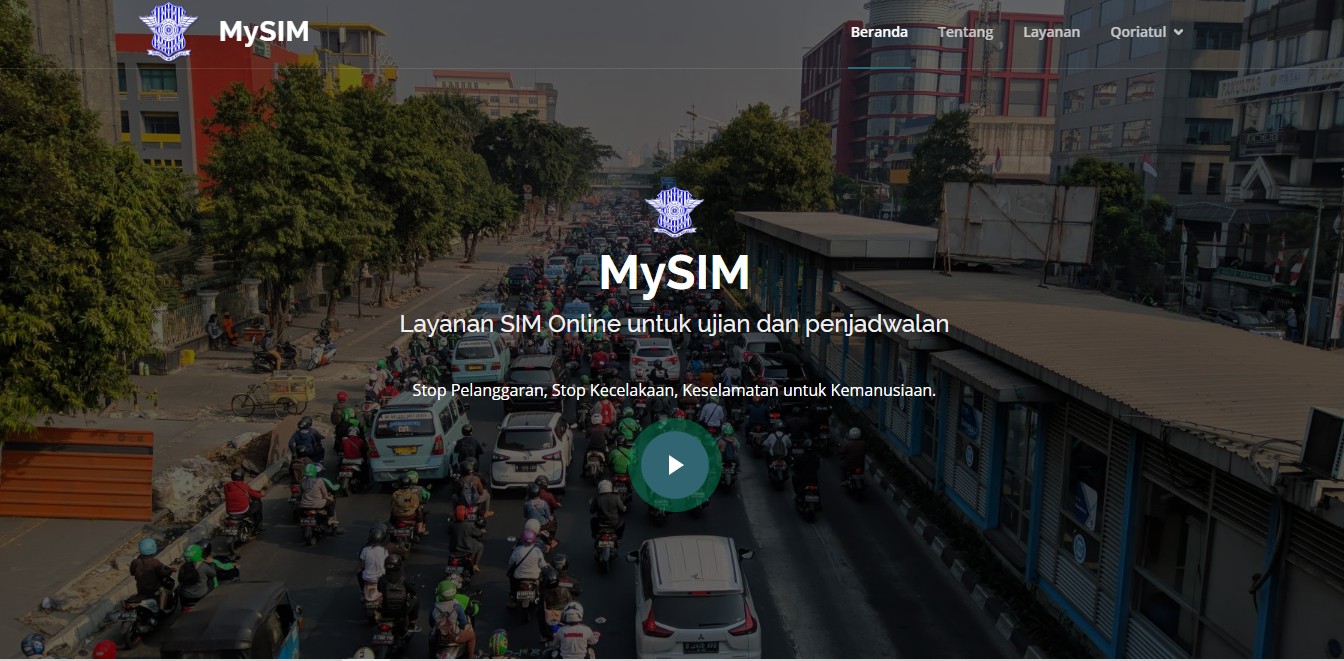 MySIM
Beranda
Tentang
Layanan
Qoriatul
MySIM
Layanan SIM Online untuk ujian dan penjadwalan
Stop Pelanggaran, Stop Kecelakaan, Keselamatan untuk Kemanusiaan.